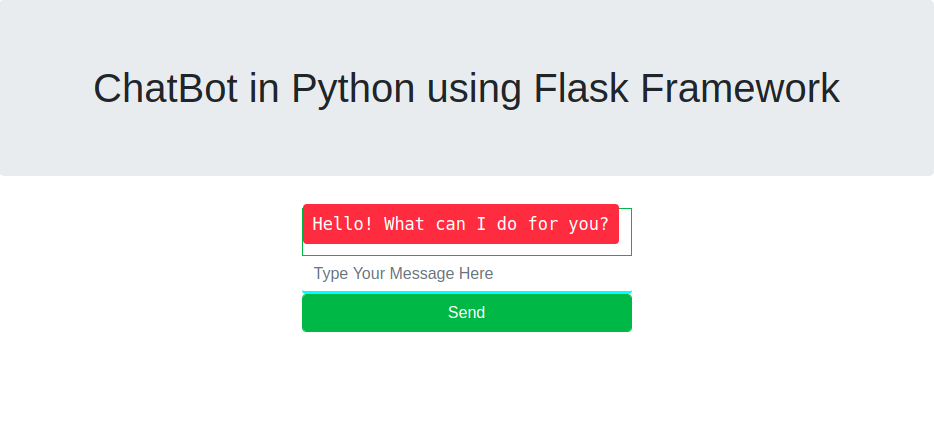 ChatBot in Python using Flask Framework
Hello! What can I do for you?
Type Your Message Here
Send